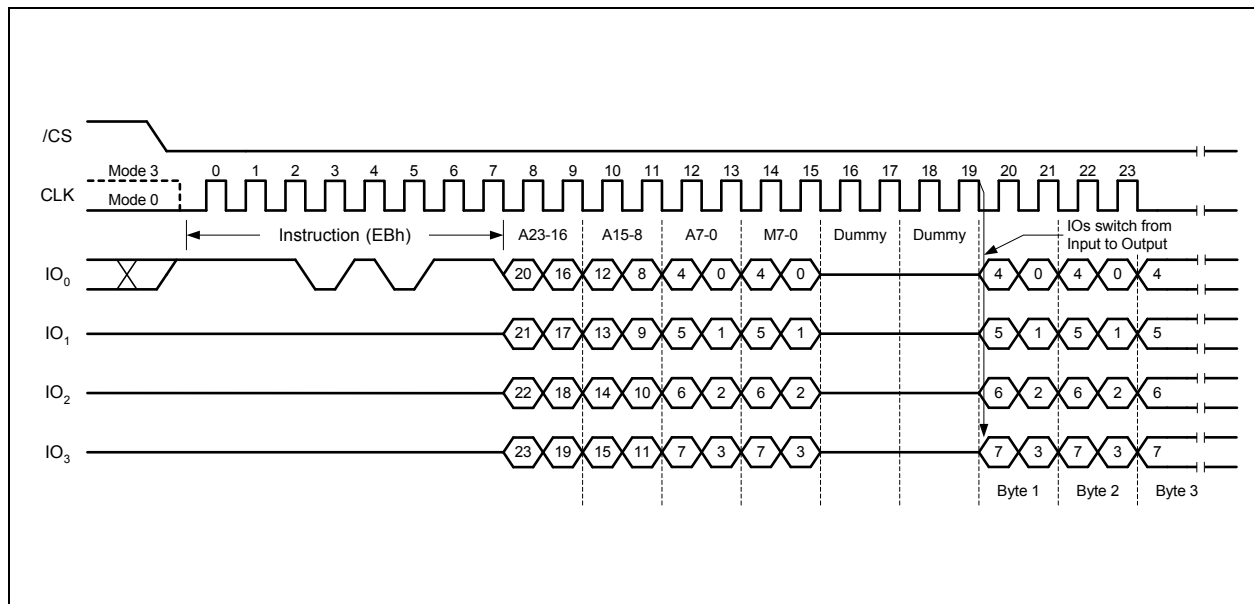 /CS
Mode 3 0 1 2 3 4 5 6 7 8 9 10 11 12 13 14 15 16 17 18 19 20 21 22 23
CLK
Mode 0
Instruction (EBh) A23-16 A15-8 A7-0 M7-0 Dummy Dummy IOs switch from
Input to Output
IO0 20 16 12 8 4 0 4 0 4 0 4 0 4
IO1 21 17 13 9 5 1 5 1 5 1 5 1 5
IO2 22 18 14 10 6 2 6 2 6 2 6 2 6
IO3 23 19 15 11 7 3 7 3 7 3 7 3 7
Byte 1 Byte 2 Byte 3